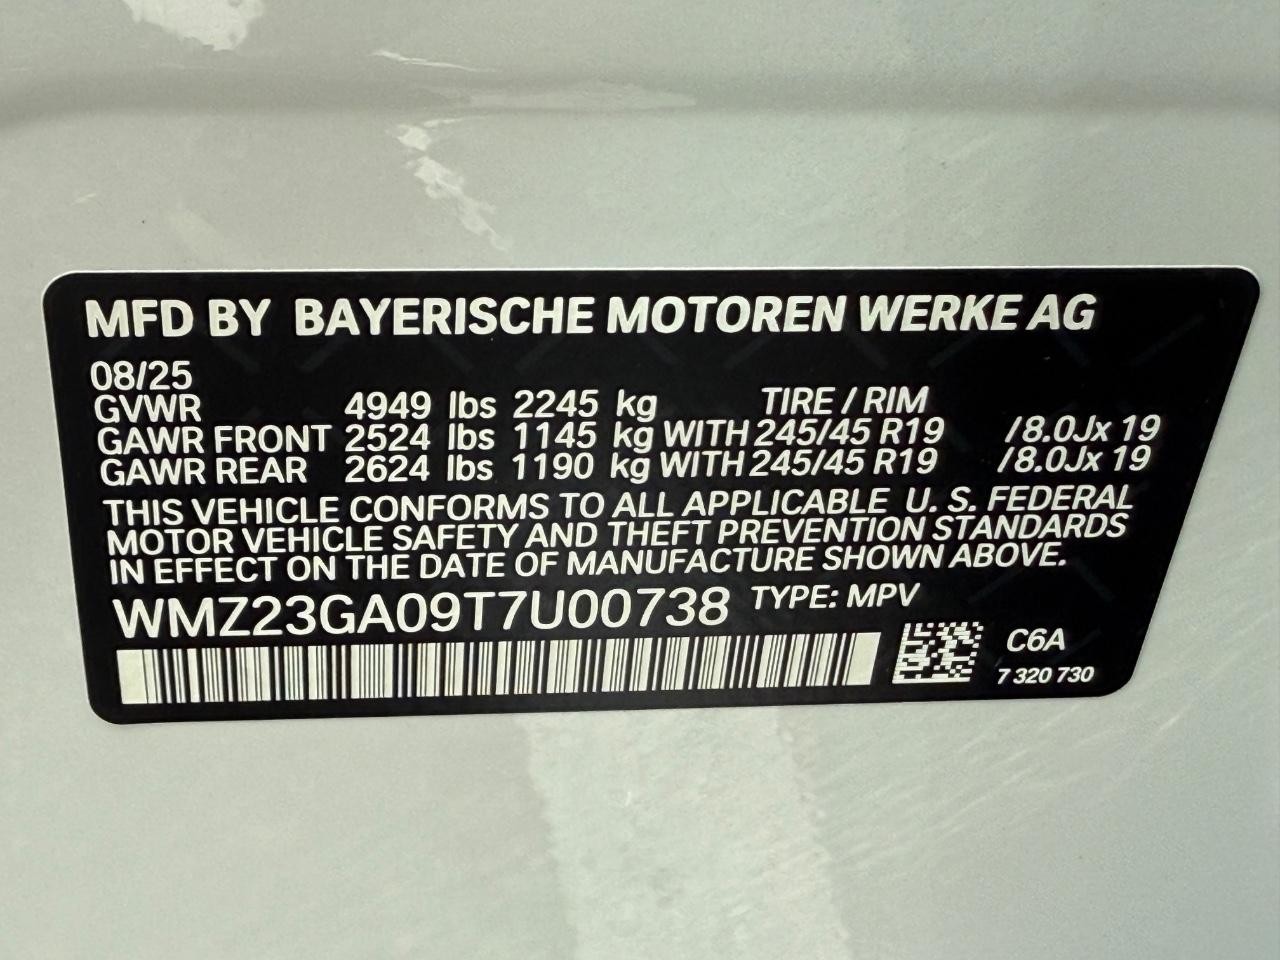 MFD BY BAYERISCHE MOTOREN WERKE AG
08/25
GVWR 4949 lbs 2245 kg TIRE / RIM
GAWR FRONT 2524 lbs 1145 kg WITH 245/45 R19 /8.0Jx 19
GAWR REAR 2624 lbs 1190 kg WITH 245/45 R19 /8.0Jx 19
THIS VEHICLE CONFORMS TO ALL APPLICABLE U. S. FEDERAL
MOTOR VEHICLE SAFETY AND THEFT PREVENTION STANDARDS
IN EFFECT ON THE DATE OF MANUFACTURE SHOWN ABOVE.
WMZ23GA09T7U00738 TYPE: MPV
C6A
7 320 730